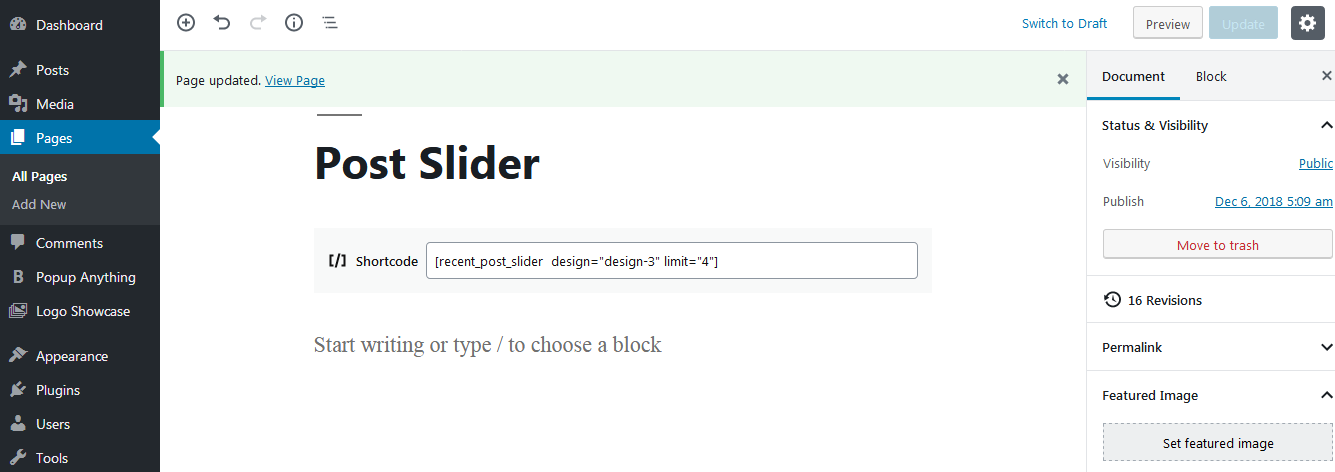 Dashboard
Posts
Media
Pages
All Pages
Add New
Comments
Popup Anything
Logo Showcase
Appearance
Plugins
Users
Tools
Switch to Draft
Preview
Update
Page updated. View Page
Post Slider
[/] Shortcode [recent_post_slider design="design-3" limit="4"]
Start writing or type / to choose a block
Document Block
Status & Visibility
Visibility Public
Publish Dec 6, 2018 5:09 am
Move to trash
16 Revisions
Permalink
Featured Image
Set featured image